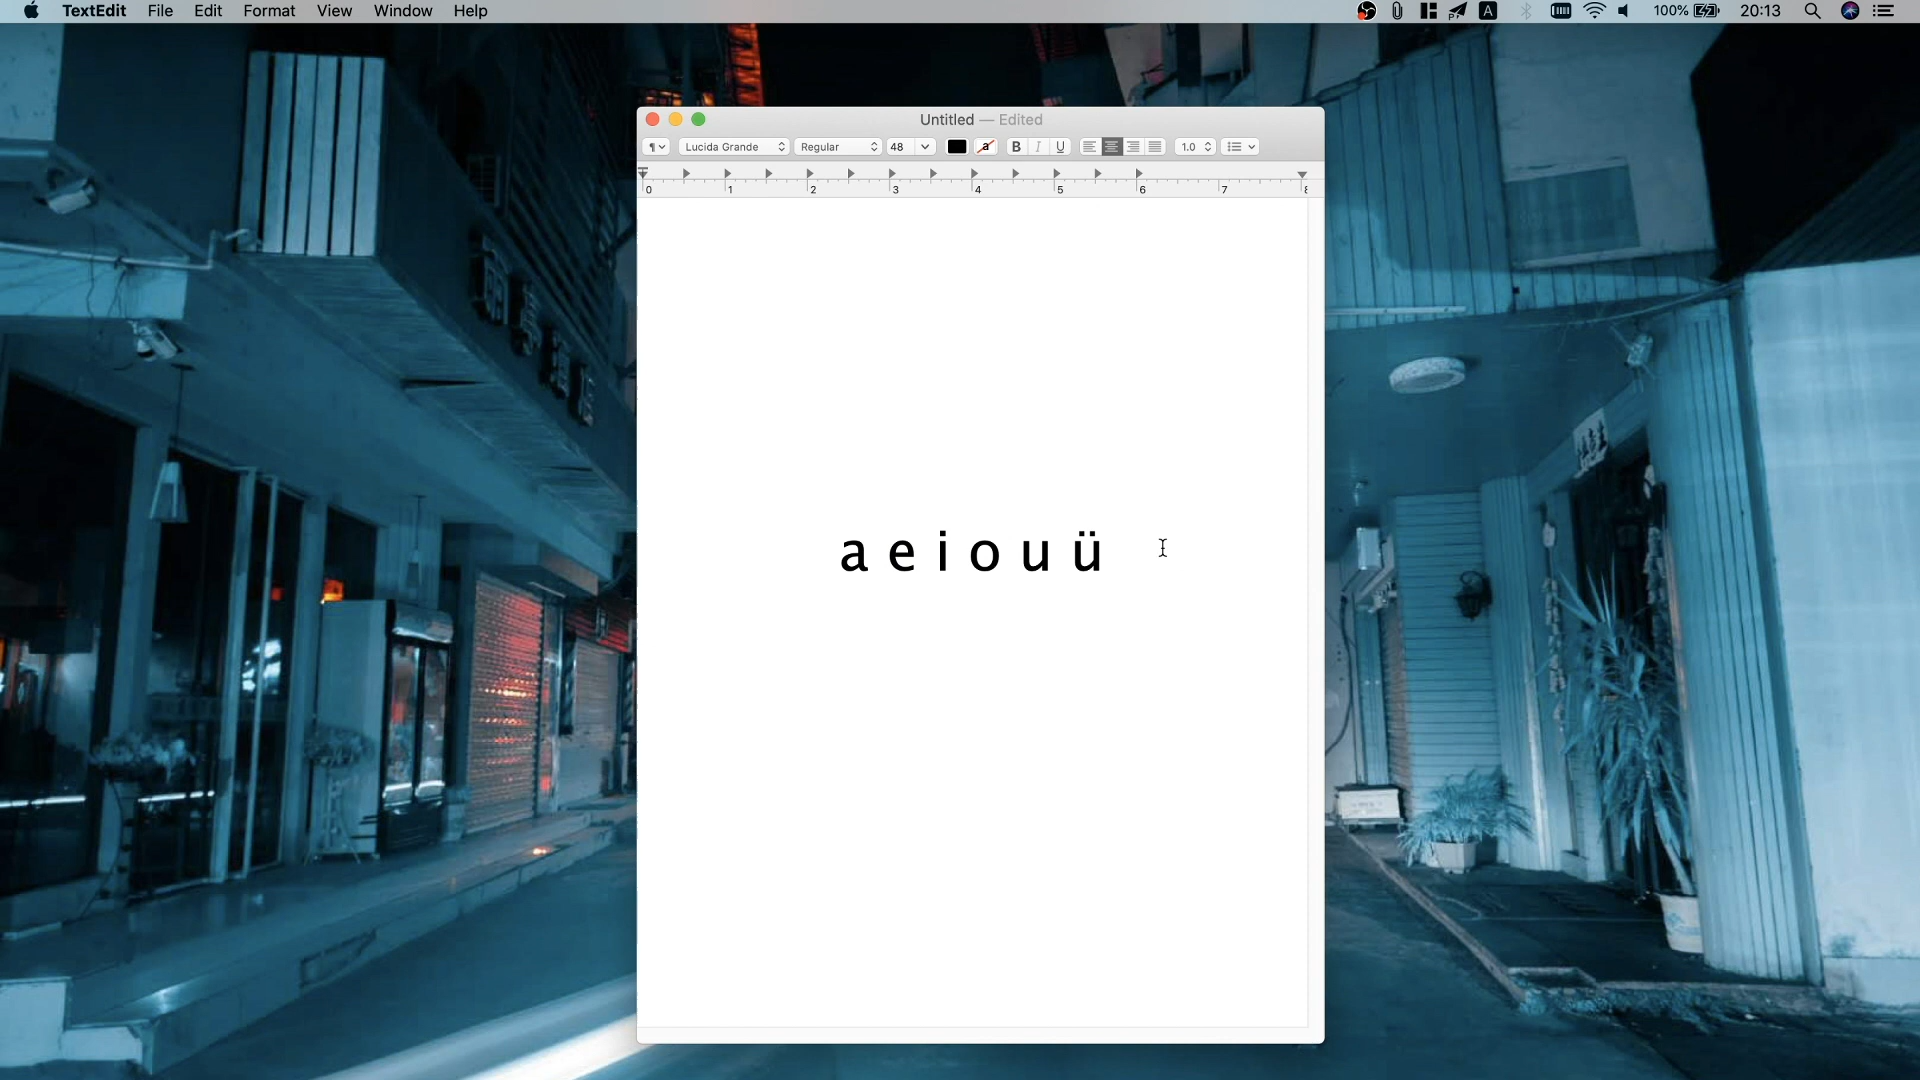 TextEdit File Edit Format View Window Help
A 100% 20:13
Untitled — Edited
¶ Lucida Grande Regular 48 a B I U 1.0
0 1 2 3 4 5 6 7 8
a e i o u ü